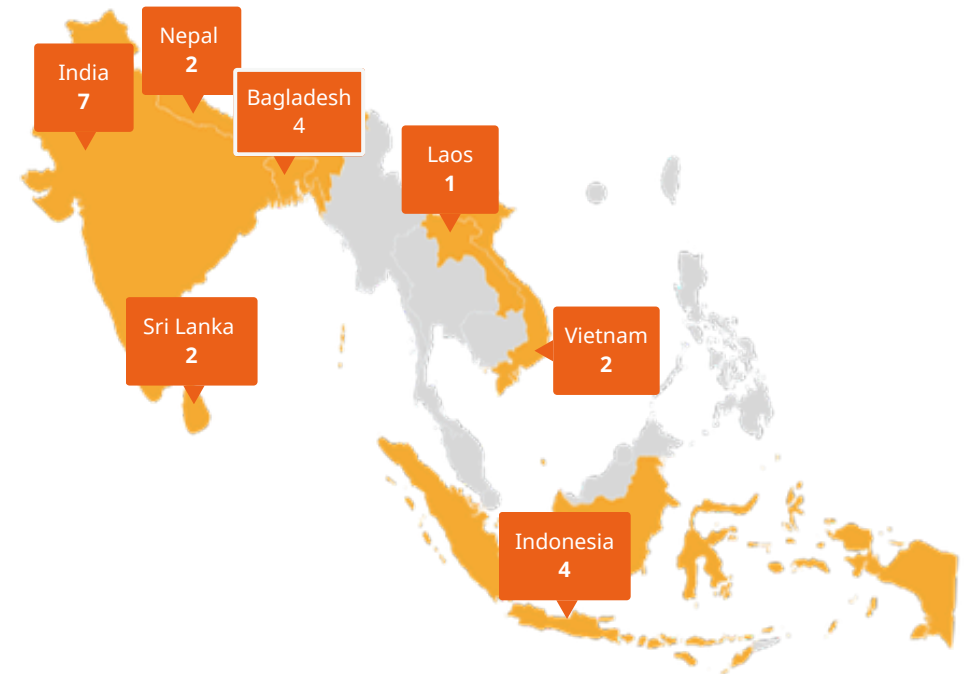 Nepal
2
India
7
Bagladesh
4
Laos
1
Sri Lanka
2
Vietnam
2
Indonesia
4